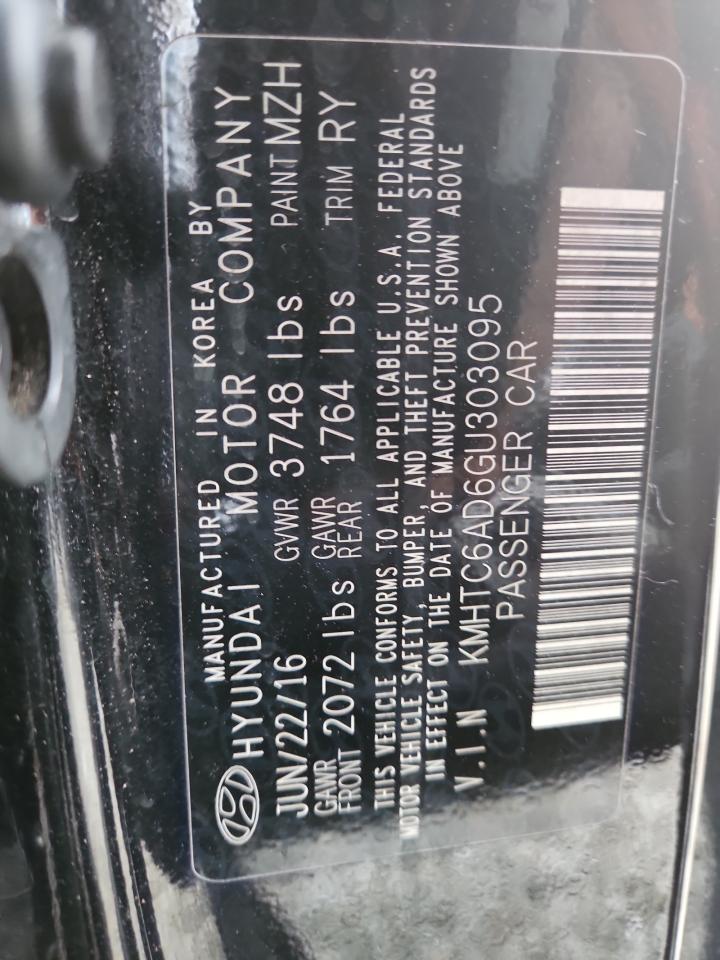 MANUFACTURED IN KOREA BY
HYUNDAI MOTOR COMPANY
JUN/22/16 GVWR 3748 lbs PAINT MZH
GAWR FRONT 2072 lbs GAWR REAR 1764 lbs TRIM RY
THIS VEHICLE CONFORMS TO ALL APPLICABLE U.S.A. FEDERAL
MOTOR VEHICLE SAFETY, BUMPER, AND THEFT PREVENTION STANDARDS
IN EFFECT ON THE DATE OF MANUFACTURE SHOWN ABOVE
V.I.N KMHTC6AD6GU303095
PASSENGER CAR